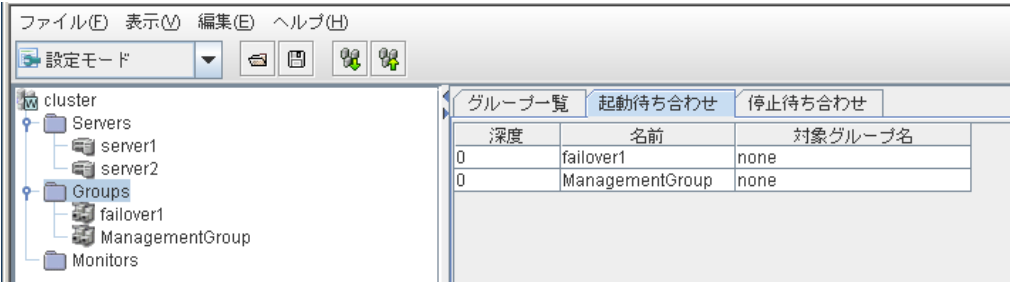 ファイル(F) 表示(V) 編集(E) ヘルプ(H)
設定モード
cluster
Servers
server1
server2
Groups
failover1
ManagementGroup
Monitors
グループ一覧 起動待ち合わせ 停止待ち合わせ
深度 名前 対象グループ名
0 failover1 none
0 ManagementGroup none